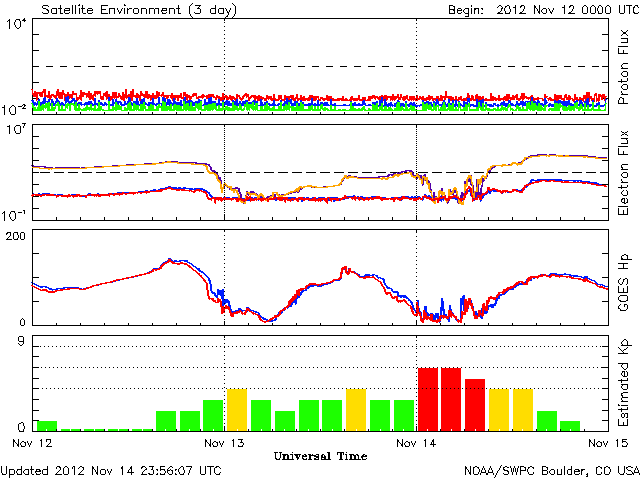 Satellite Environment (3 day) Begin: 2012 Nov 12 0000 UTC
10⁴
Proton Flux
10⁻²
10⁷
Electron Flux
10⁻¹
200
100
GOES Hp
0
9
Estimated Kp
0
Nov 12 Nov 13 Nov 14 Nov 15
Universal Time
Updated 2012 Nov 14 23:56:07 UTC NOAA/SWPC Boulder, CO USA